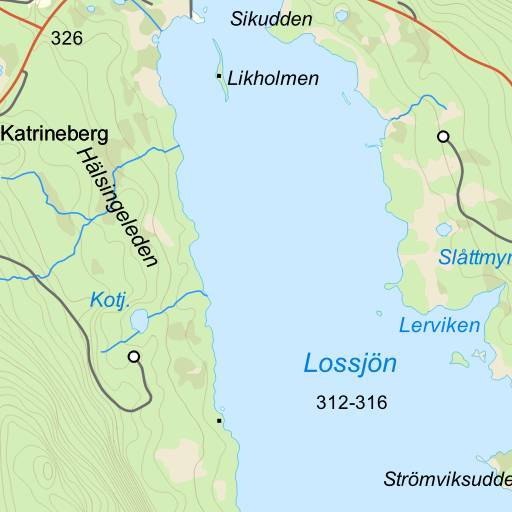 Sikudden
326
Likholmen
Katrineberg
Hälsingeleden
Slåttmyr
Kotj.
Lerviken
Lossjön
312-316
Strömviksudde